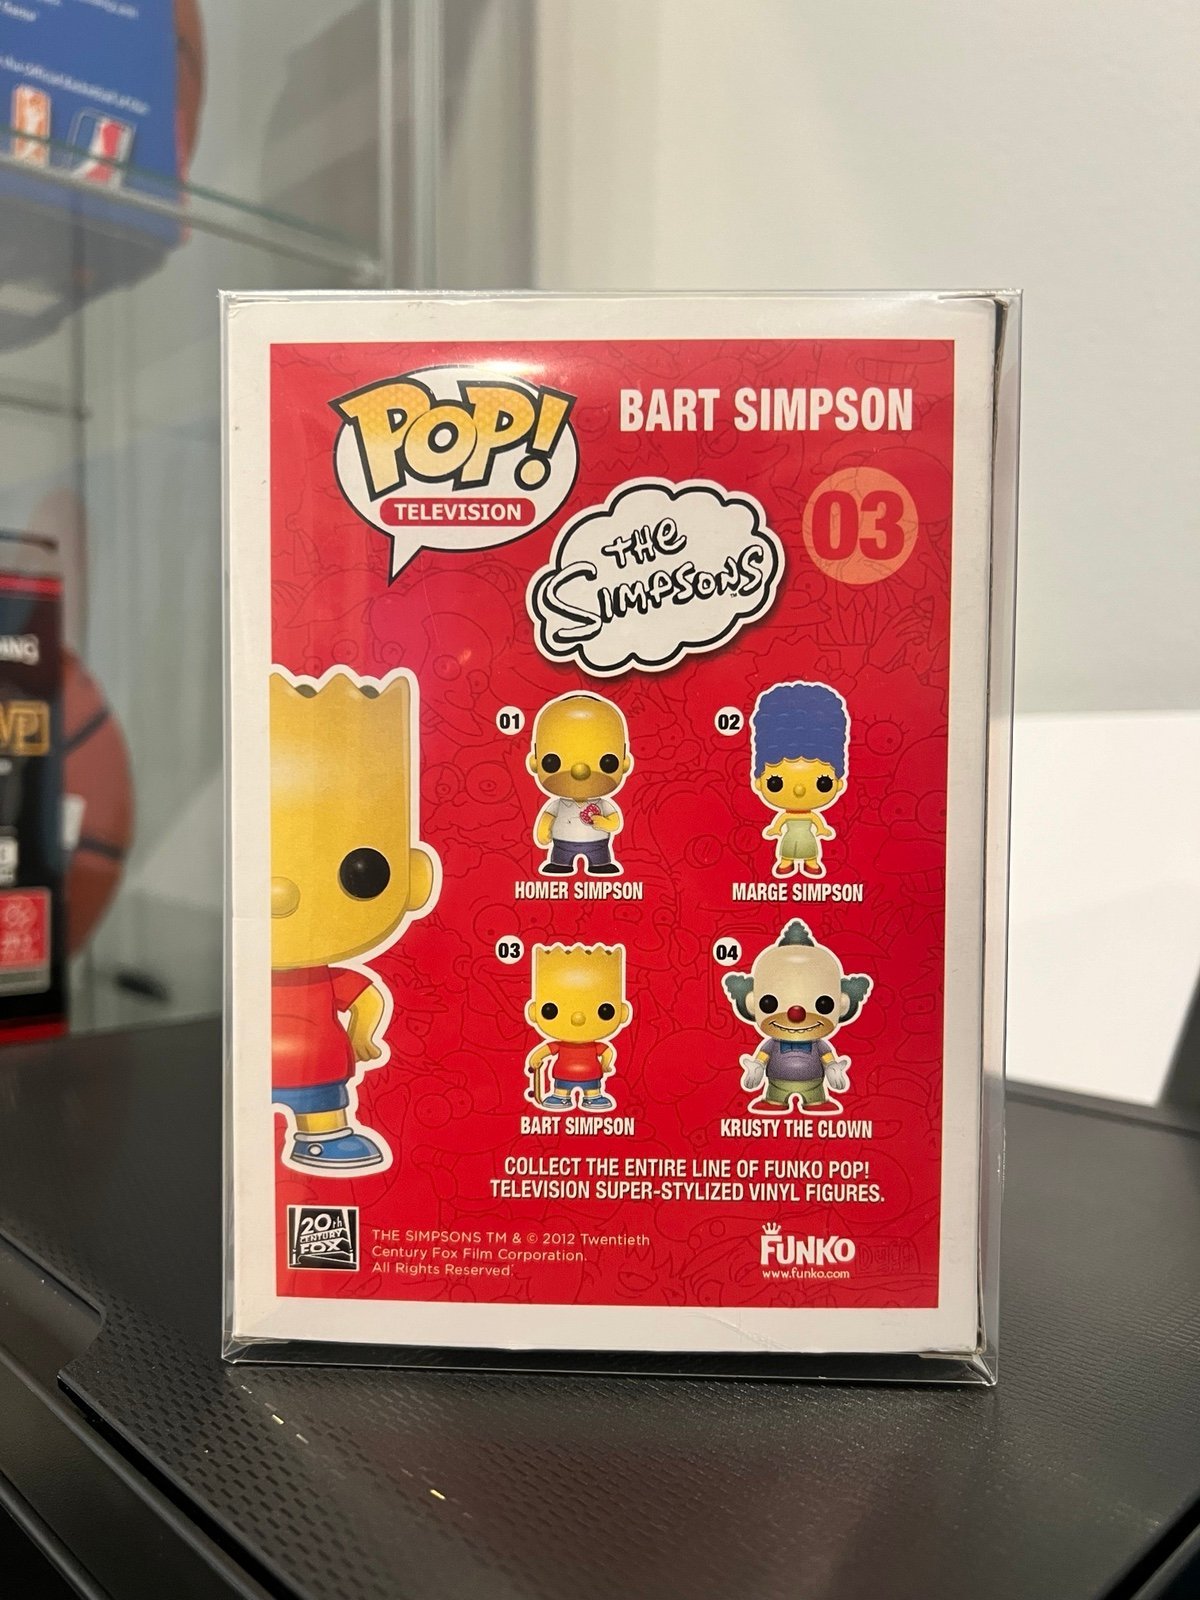 POP!
TELEVISION
BART SIMPSON
03
THE
SIMPSONS
TM
01
HOMER SIMPSON
02
MARGE SIMPSON
03
BART SIMPSON
04
KRUSTY THE CLOWN
COLLECT THE ENTIRE LINE OF FUNKO POP!
TELEVISION SUPER-STYLIZED VINYL FIGURES.
20th
CENTURY
FOX
THE SIMPSONS TM & © 2012 Twentieth
Century Fox Film Corporation.
All Rights Reserved.
FUNKO
www.funko.com